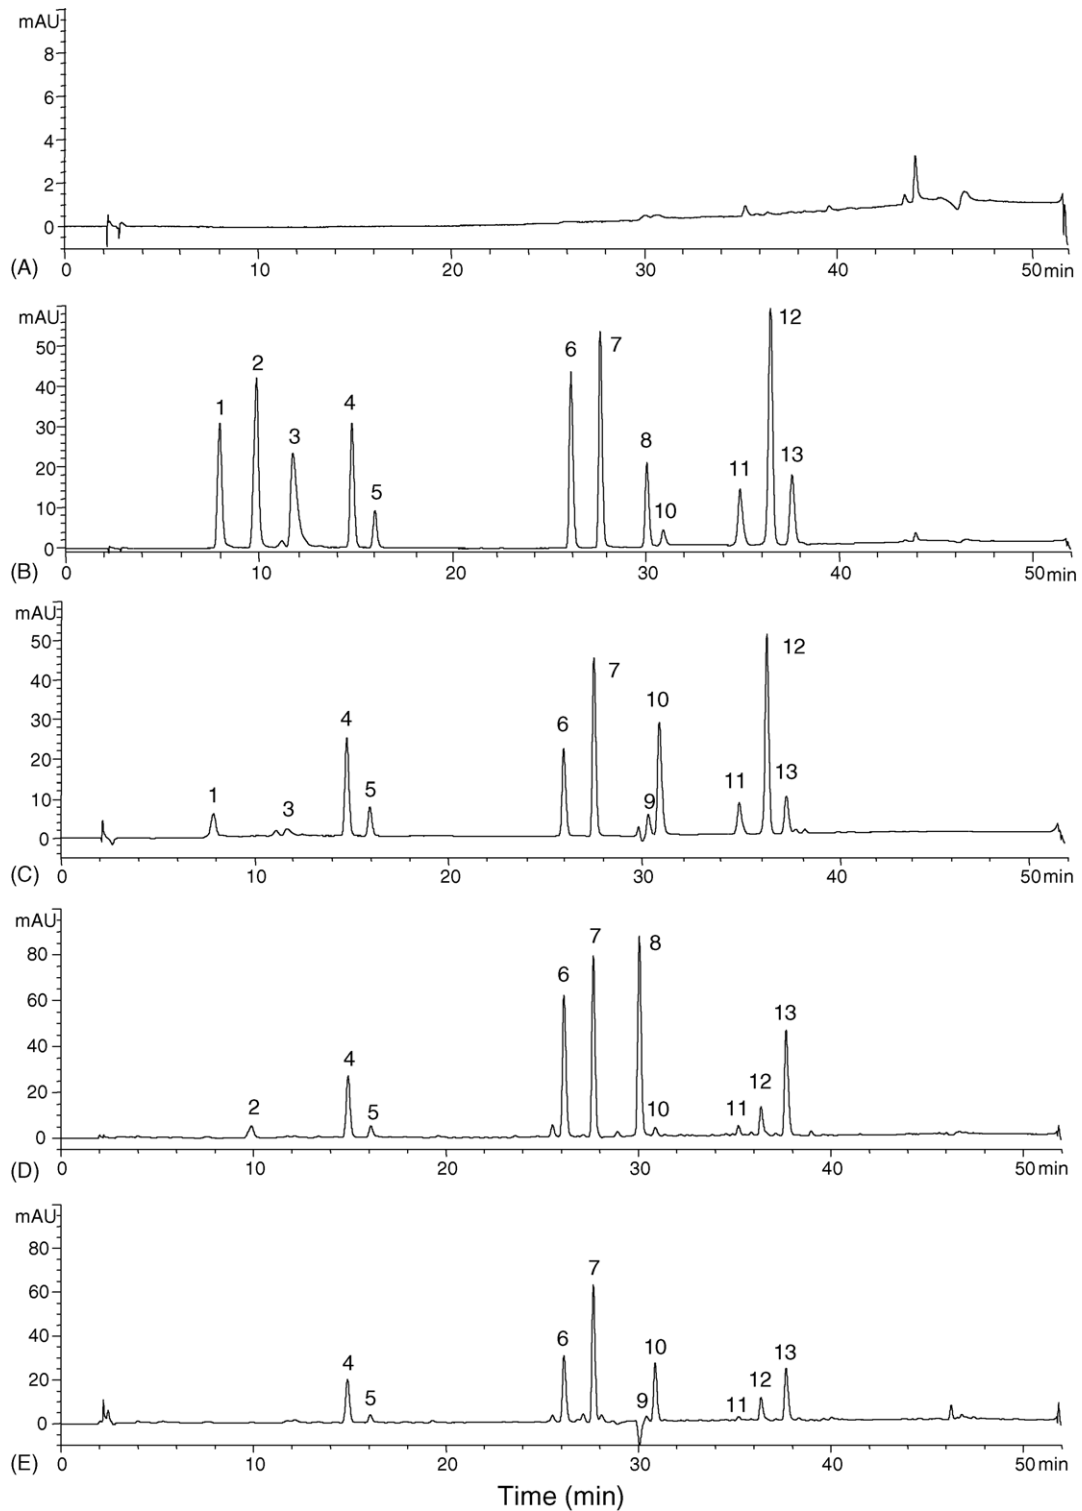 mAU
8
6
4
2
0
(A)
0 10 20 30 40 50 min
mAU
50
40
30
20
10
0
1 2 3 4 5 6 7 8 10 11 12 13
(B)
0 10 20 30 40 50 min
mAU
50
40
30
20
10
0
1 3 4 5 6 7 9 10 11 12 13
(C)
0 10 20 30 40 50 min
mAU
80
60
40
20
0
2 4 5 6 7 8 10 11 12 13
(D)
0 10 20 30 40 50 min
mAU
80
60
40
20
0
4 5 6 7 9 10 11 12 13
(E)
0 10 20 30 40 50 min
Time (min)